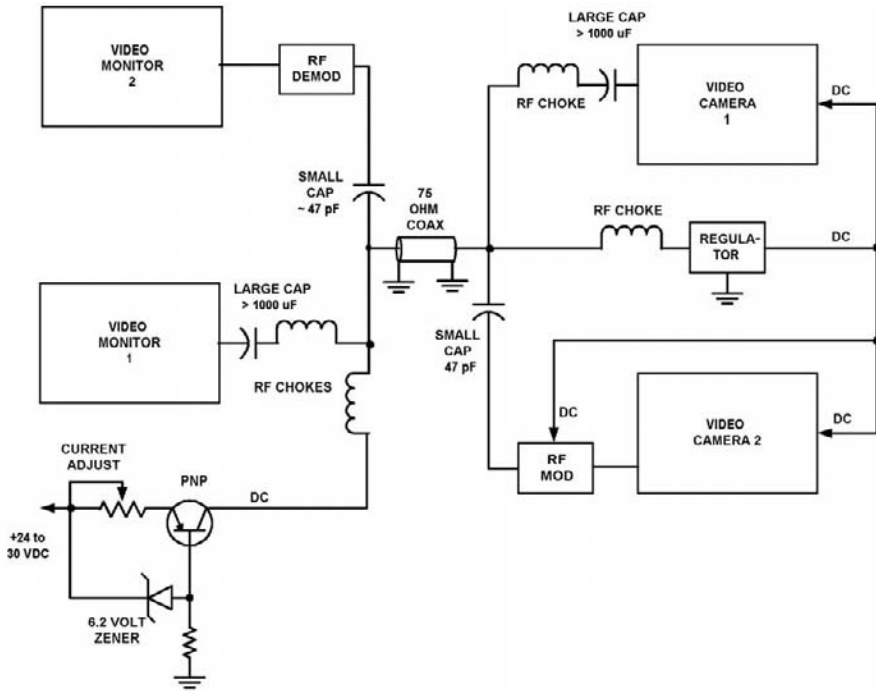 VIDEO
MONITOR
2
RF
DEMOD
LARGE CAP
> 1000 uF
RF CHOKE
VIDEO
CAMERA
1
DC
SMALL
CAP
~ 47 pF
75
OHM
COAX
RF CHOKE
REGULA-
TOR
DC
LARGE CAP
> 1000 uF
VIDEO
MONITOR
1
RF CHOKES
SMALL
CAP
47 pF
DC
RF
MOD
VIDEO
CAMERA 2
DC
CURRENT
ADJUST
PNP
DC
+24 to
30 VDC
6.2 VOLT
ZENER